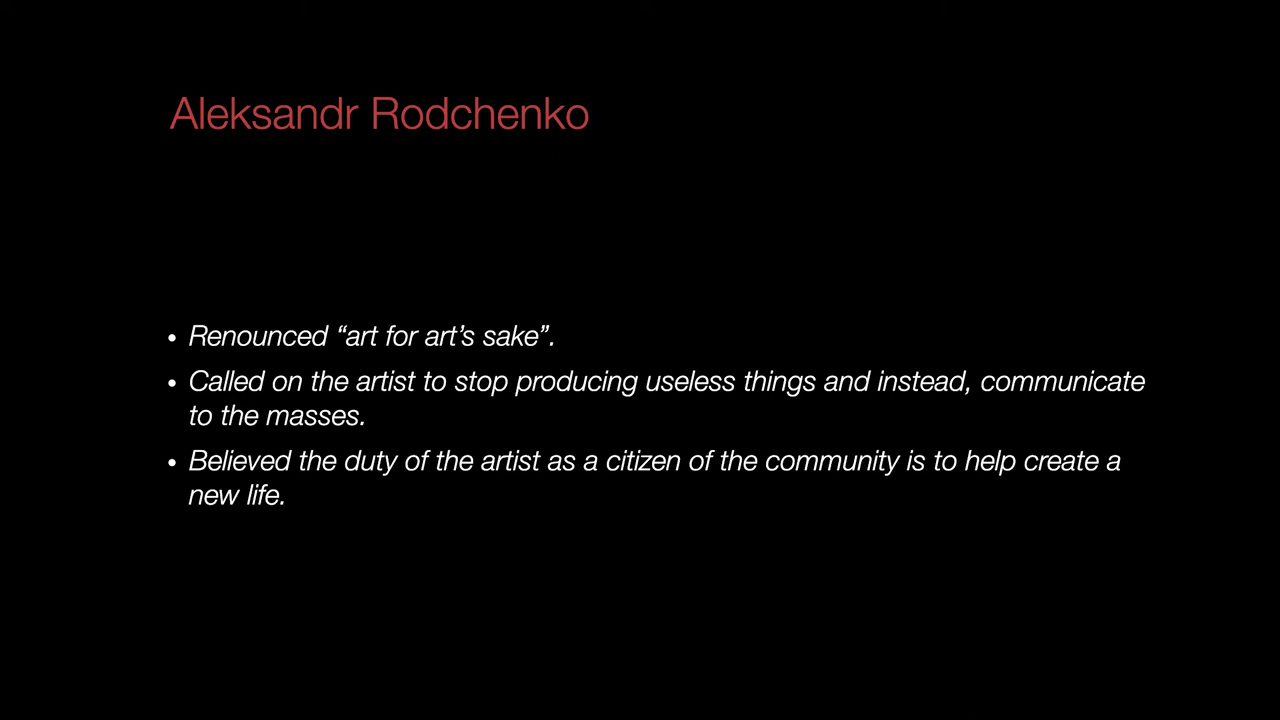 Aleksandr Rodchenko
• Renounced “art for art’s sake”.
• Called on the artist to stop producing useless things and instead, communicate
to the masses.
• Believed the duty of the artist as a citizen of the community is to help create a
new life.